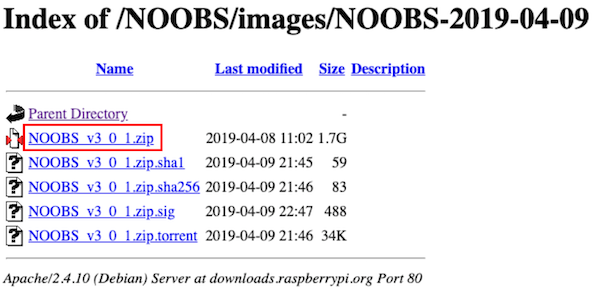 Index of /NOOBS/images/NOOBS-2019-04-09
Name Last modified Size Description
Parent Directory -
NOOBS_v3_0_1.zip 2019-04-08 11:02 1.7G
NOOBS_v3_0_1.zip.sha1 2019-04-09 21:45 59
NOOBS_v3_0_1.zip.sha256 2019-04-09 21:46 83
NOOBS_v3_0_1.zip.sig 2019-04-09 22:47 488
NOOBS_v3_0_1.zip.torrent 2019-04-09 21:46 34K
Apache/2.4.10 (Debian) Server at downloads.raspberrypi.org Port 80